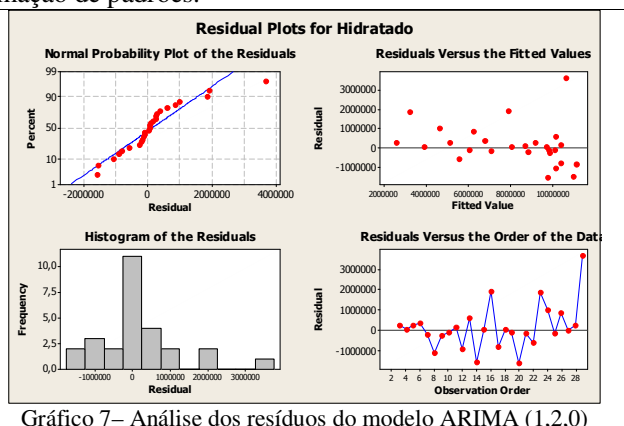 mação de padrões.
Residual Plots for Hidratado
Normal Probability Plot of the Residuals
99
90
50
10
1
Percent
-2000000 0 2000000 4000000
Residual
Residuals Versus the Fitted Values
3000000
2000000
1000000
0
-1000000
Residual
2000000 4000000 6000000 8000000 10000000
Fitted Value
Histogram of the Residuals
10,0
7,5
5,0
2,5
0,0
Frequency
-1000000 0 1000000 2000000 3000000
Residual
Residuals Versus the Order of the Data
3000000
2000000
1000000
0
-1000000
Residual
2 4 6 8 10 12 14 16 18 20 22 24 26 28
Observation Order
Gráfico 7– Análise dos resíduos do modelo ARIMA (1,2,0)